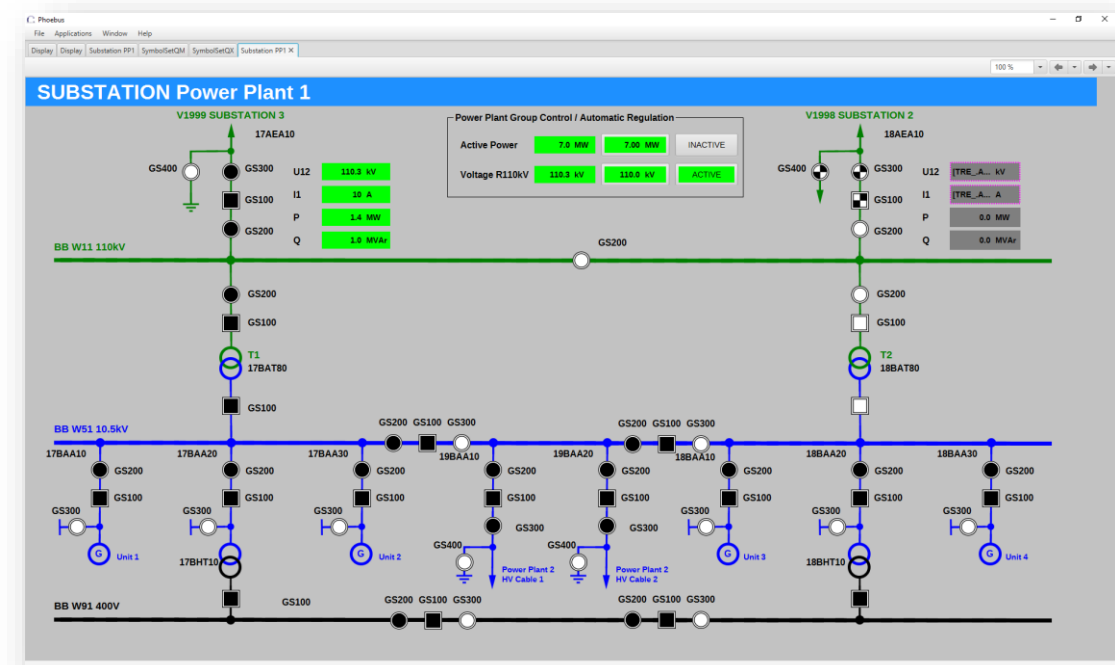 Phoebus
File Applications Window Help
Display Display Substation PP1 SymbolSetQM SymbolSetQX Substation PP1
100 %
SUBSTATION Power Plant 1
V1999 SUBSTATION 3
17AEA10
GS400
GS300
GS100
GS200
U12 110.3 kV
I1 10 A
P 1.4 MW
Q 1.0 MVAr
Power Plant Group Control / Automatic Regulation
Active Power 7.0 MW 7.00 MW INACTIVE
Voltage R110kV 110.3 kV 110.0 kV ACTIVE
V1998 SUBSTATION 2
18AEA10
GS400
GS300
GS100
GS200
U12 [TRE_.A... kV
I1 [TRE_.A... A
P 0.0 MW
Q 0.0 MVAr
BB W11 110kV
GS200
GS200
GS200
GS100
GS100
T1
17BAT80
T2
18BAT80
GS100
BB W51 10.5kV
GS200 GS100 GS300
GS200 GS100 GS300
17BAA10 17BAA20 17BAA30 19BAA10 19BAA20 18BAA10 18BAA20 18BAA30
GS200 GS200 GS200 GS200 GS200 GS200
GS100 GS100 GS100 GS100 GS100 GS100 GS100 GS100
GS300 GS300 GS300 GS300 GS300 GS300 GS300 GS300
GS400 GS400
G Unit 1
17BHT10
G Unit 2
Power Plant 2
HV Cable 1
Power Plant 2
HV Cable 2
G Unit 3
18BHT10
G Unit 4
BB W91 400V
GS100
GS200 GS100 GS300
GS200 GS100 GS300